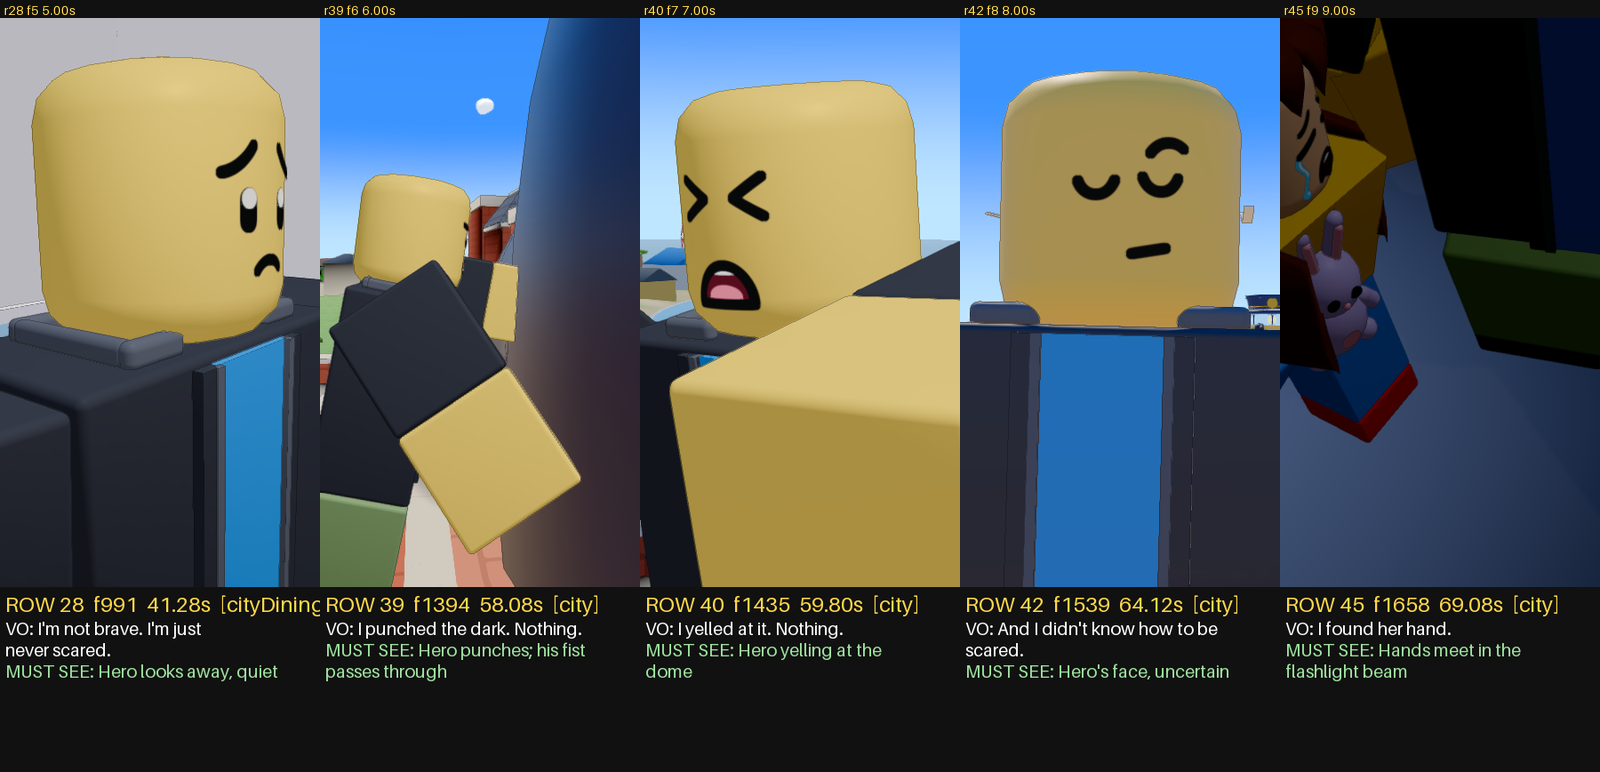 r28 f5 5.00s
r39 f6 6.00s
r40 f7 7.00s
r42 f8 8.00s
r45 f9 9.00s
ROW 28 f991 41.28s [cityDining
VO: I'm not brave. I'm just
never scared.
MUST SEE: Hero looks away, quiet
ROW 39 f1394 58.08s [city]
VO: I punched the dark. Nothing.
MUST SEE: Hero punches; his fist
passes through
ROW 40 f1435 59.80s [city]
VO: I yelled at it. Nothing.
MUST SEE: Hero yelling at the
dome
ROW 42 f1539 64.12s [city]
VO: And I didn't know how to be
scared.
MUST SEE: Hero's face, uncertain
ROW 45 f1658 69.08s [city]
VO: I found her hand.
MUST SEE: Hands meet in the
flashlight beam